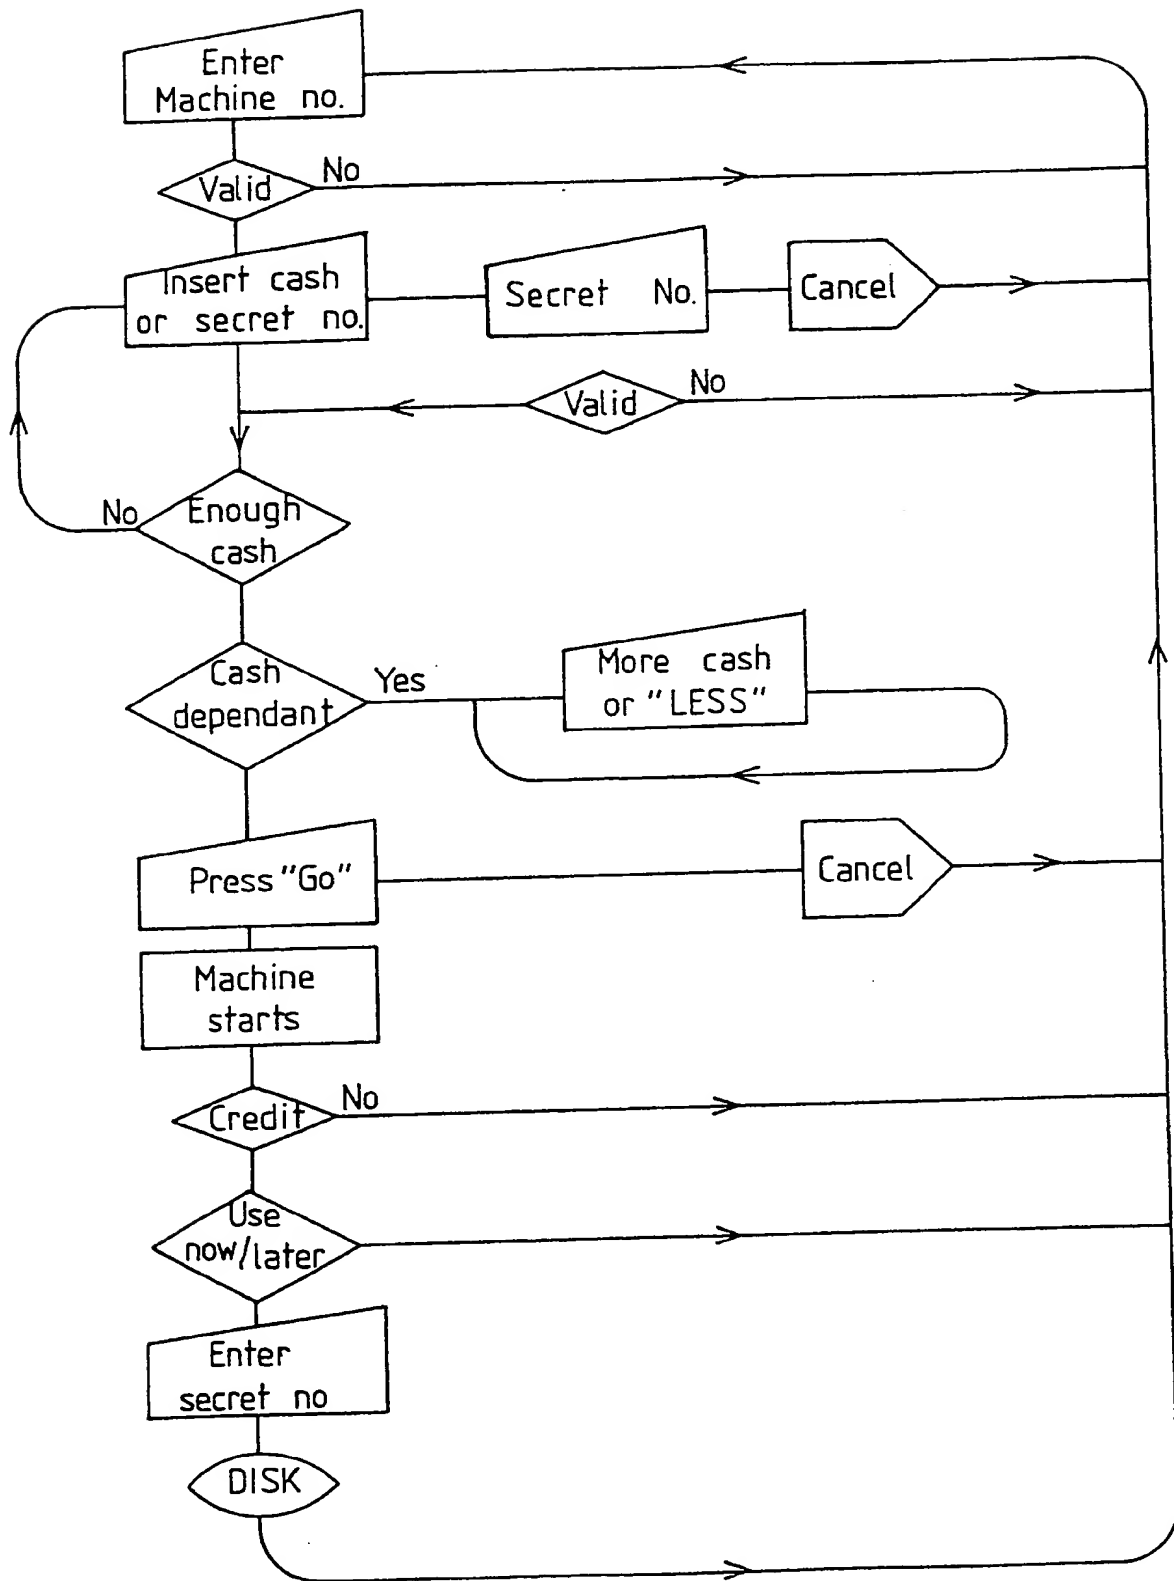 Enter
Machine no.
Valid
No
Insert cash
or secret no.
Secret No.
Cancel
Valid
No
No
Enough
cash
Cash
dependant
Yes
More cash
or "LESS"
Press "Go"
Cancel
Machine
starts
Credit
No
Use
now/later
Enter
secret no
DISK